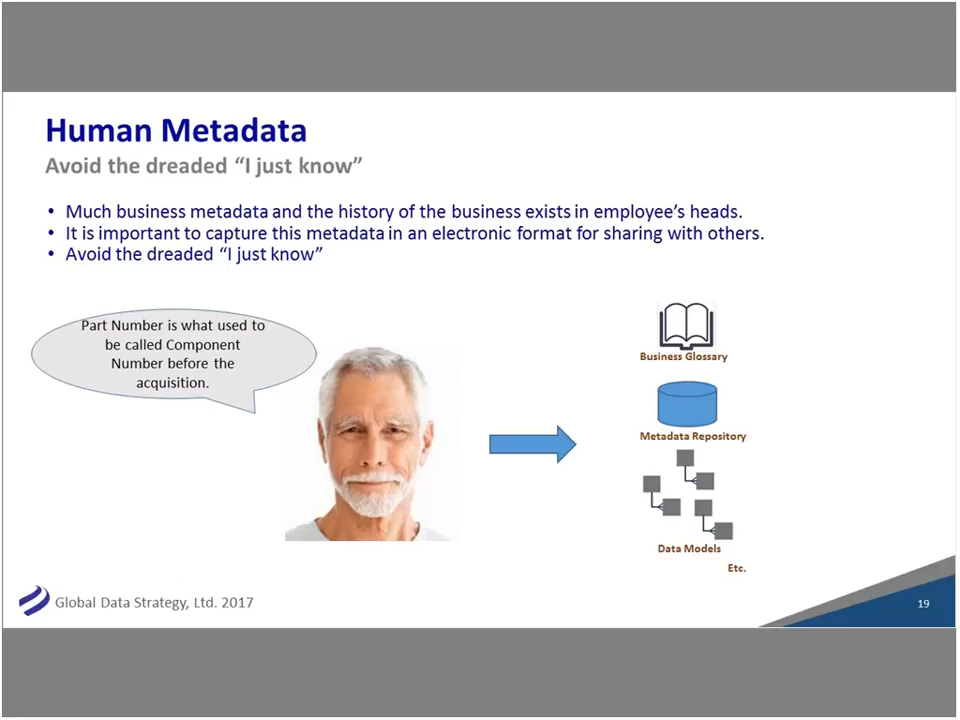 Human Metadata
Avoid the dreaded “I just know”
• Much business metadata and the history of the business exists in employee’s heads.
• It is important to capture this metadata in an electronic format for sharing with others.
• Avoid the dreaded “I just know”
Part Number is what used to
be called Component
Number before the
acquisition.
Business Glossary
Metadata Repository
Data Models
Etc.
Global Data Strategy, Ltd. 2017
19